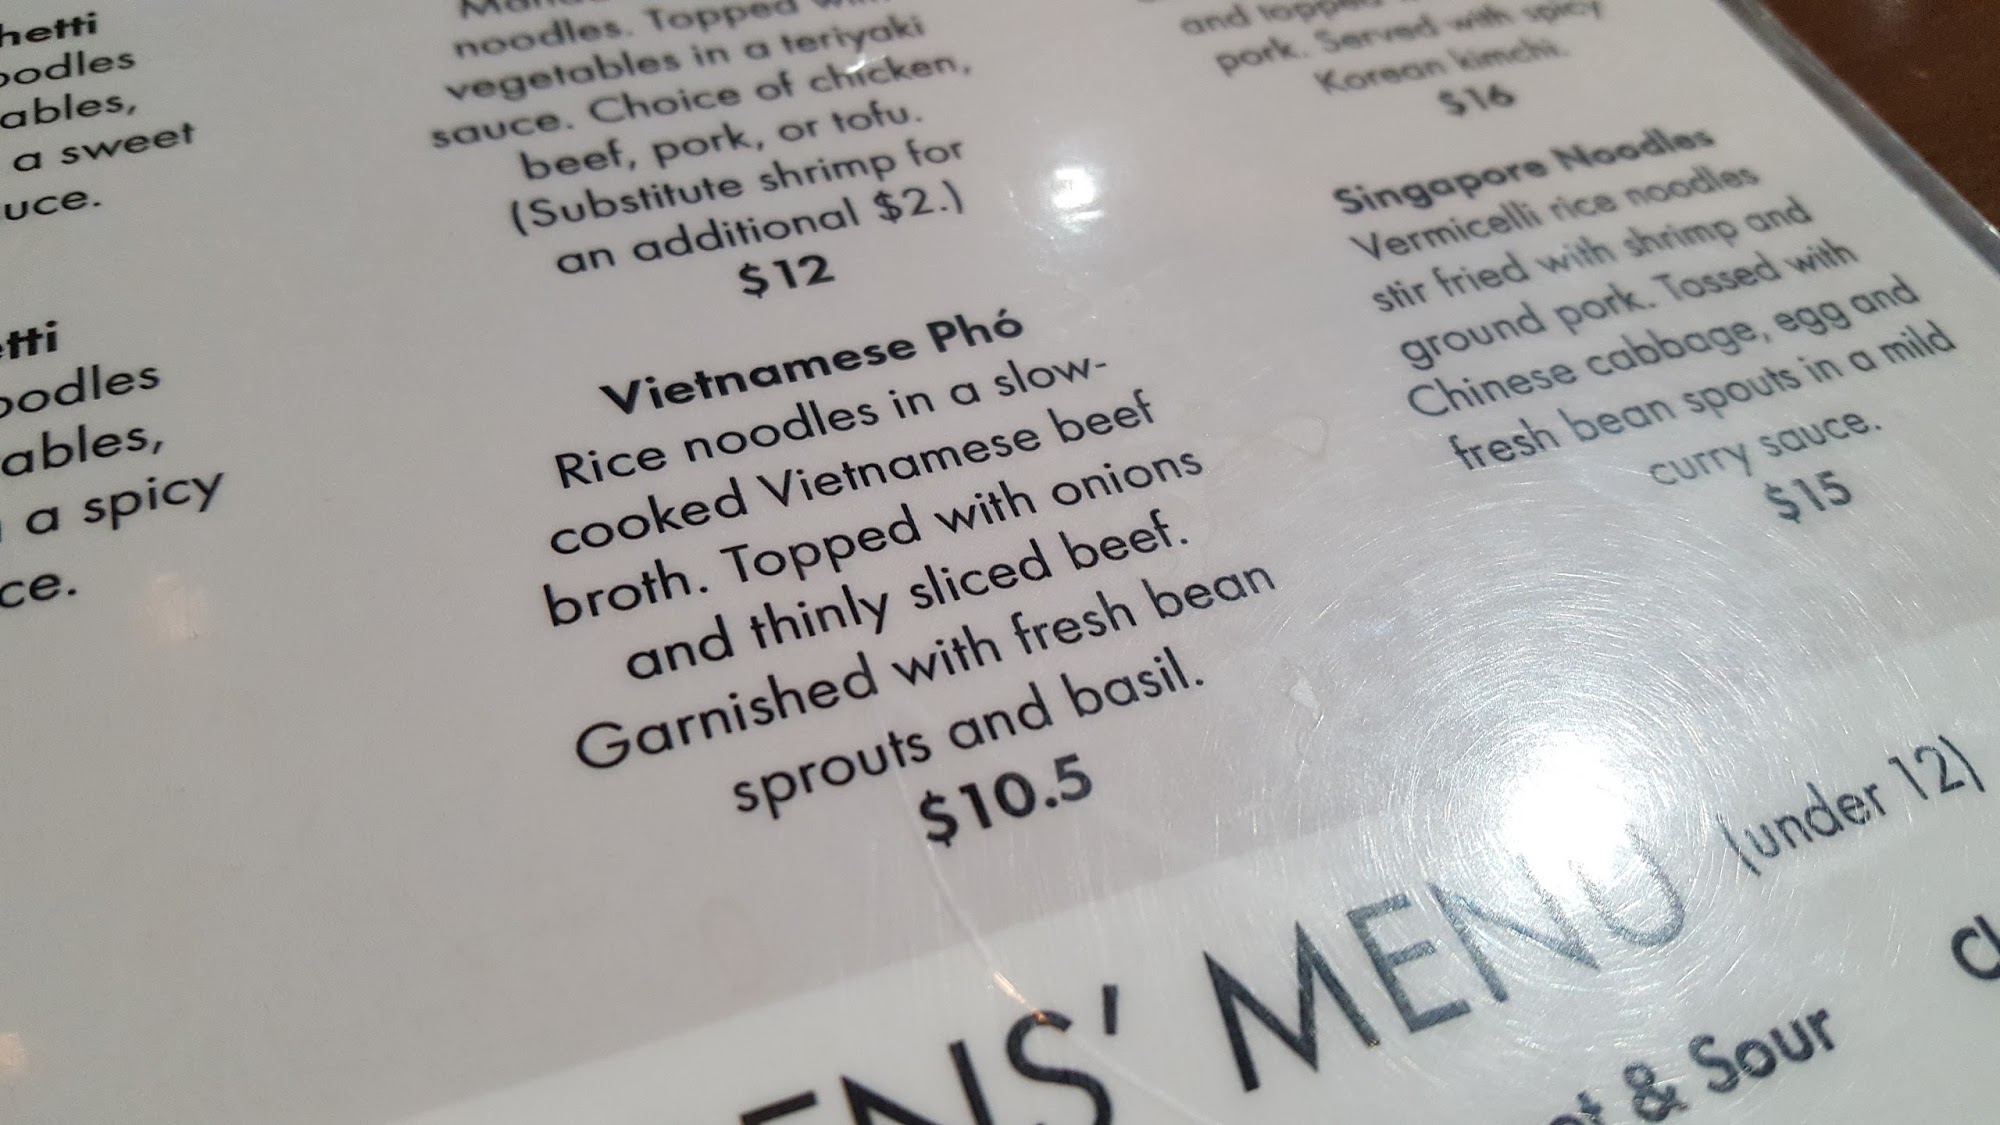 hetti
oodles
ables,
a sweet
uce.
etti
oodles
ables,
a spicy
ce.
noodles. Topped with
vegetables in a teriyaki
sauce. Choice of chicken,
beef, pork, or tofu.
(Substitute shrimp for
an additional $2.)
$12
Vietnamese Phó
Rice noodles in a slow-
cooked Vietnamese beef
broth. Topped with onions
and thinly sliced beef.
Garnished with fresh bean
sprouts and basil.
$10.5
and topped
pork. Served with spicy
Korean kimchi.
$16
Singapore Noodles
Vermicelli rice noodles
stir fried with shrimp and
ground pork. Tossed with
Chinese cabbage, egg and
fresh bean spouts in a mild
curry sauce.
$15
ENS' MENU (under 12)
& Sour